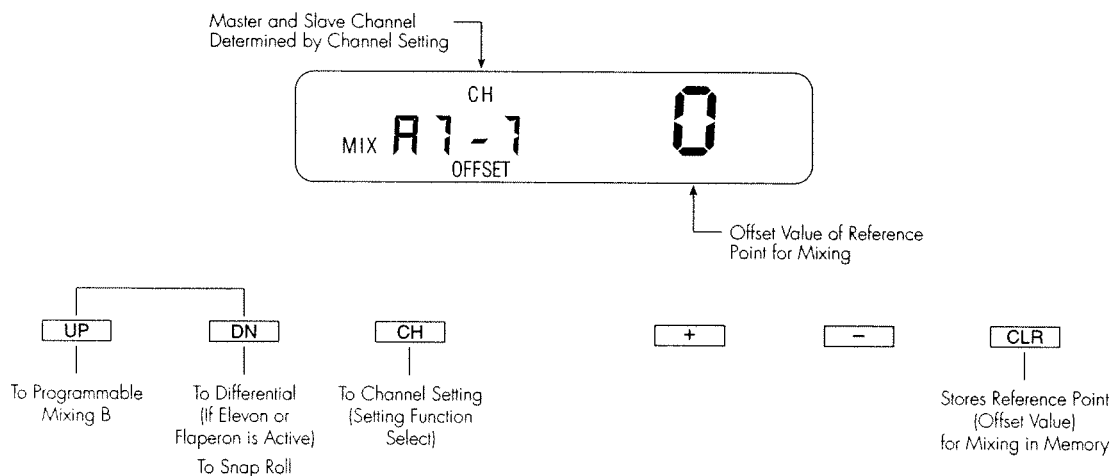 Master and Slave Channel
Determined by Channel Setting
CH
MIX A1-1 0
OFFSET
Offset Value of Reference
Point for Mixing
UP DN CH + - CLR
To Programmable
Mixing B
To Differential
(If Elevon or
Flaperon is Active)
To Snap Roll
To Channel Setting
(Setting Function
Select)
Stores Reference Point
(Offset Value)
for Mixing in Memory